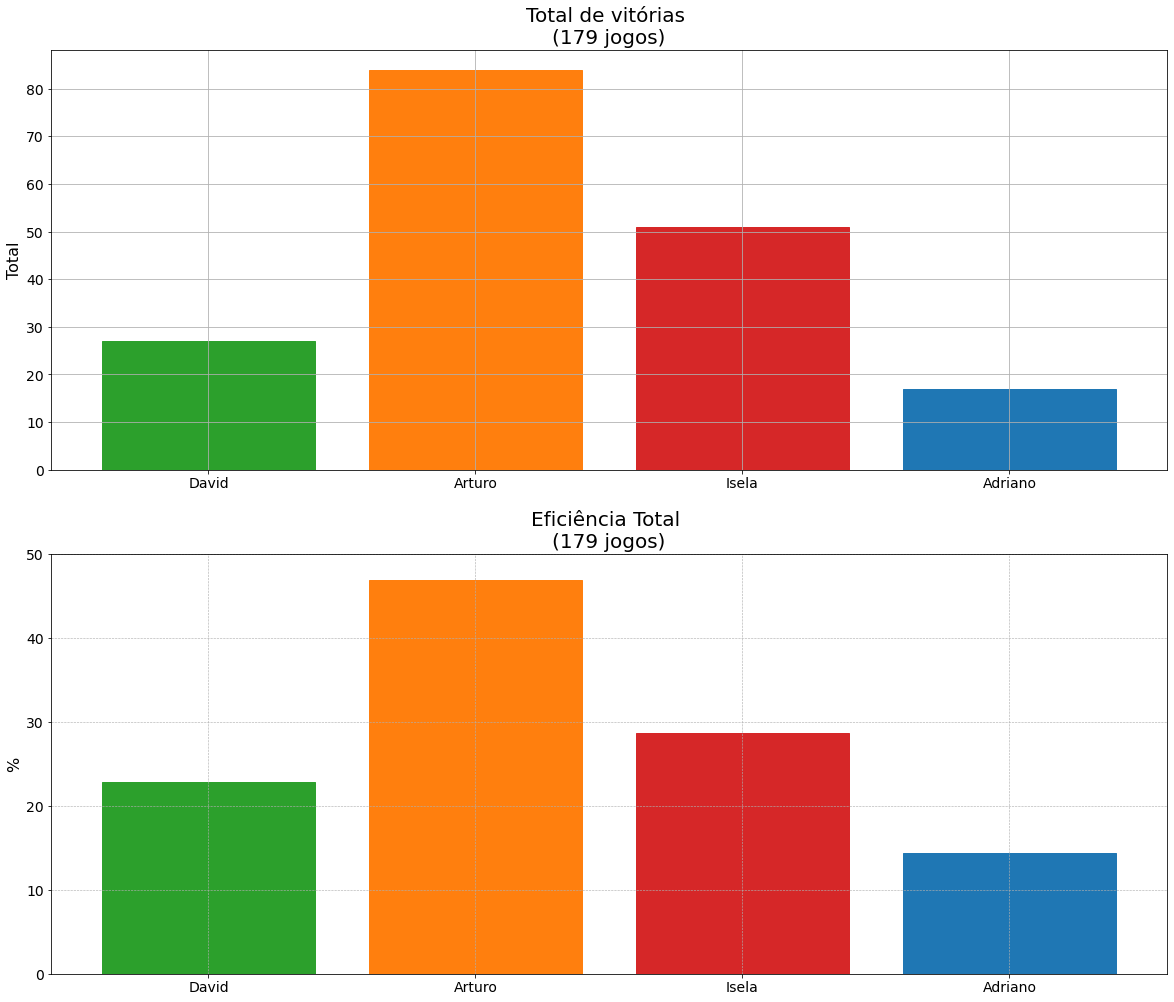 Total de vitórias
(179 jogos)
80
70
60
50
40
30
20
10
0
Total
David Arturo Isela Adriano
Eficiência Total
(179 jogos)
50
40
30
20
10
0
%
David Arturo Isela Adriano